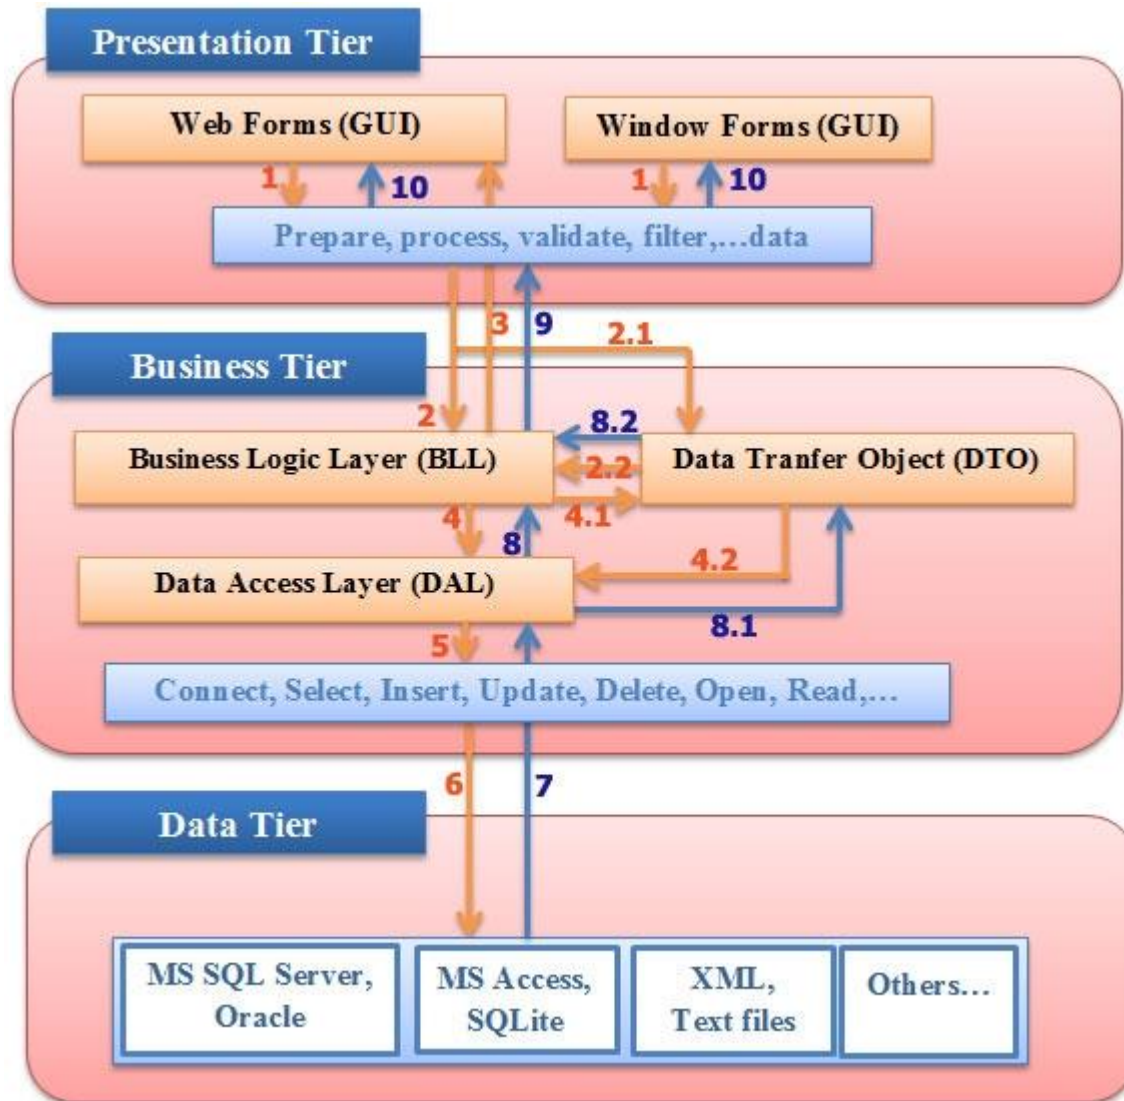 Presentation Tier
Web Forms (GUI)
Window Forms (GUI)
1
10
1
10
Prepare, process, validate, filter,...data
3
9
2.1
Business Tier
2
8.2
Business Logic Layer (BLL)
2.2
Data Tranfer Object (DTO)
4
8
4.1
Data Access Layer (DAL)
4.2
5
8.1
Connect, Select, Insert, Update, Delete, Open, Read,...
6
7
Data Tier
MS SQL Server,
Oracle
MS Access,
SQLite
XML,
Text files
Others...